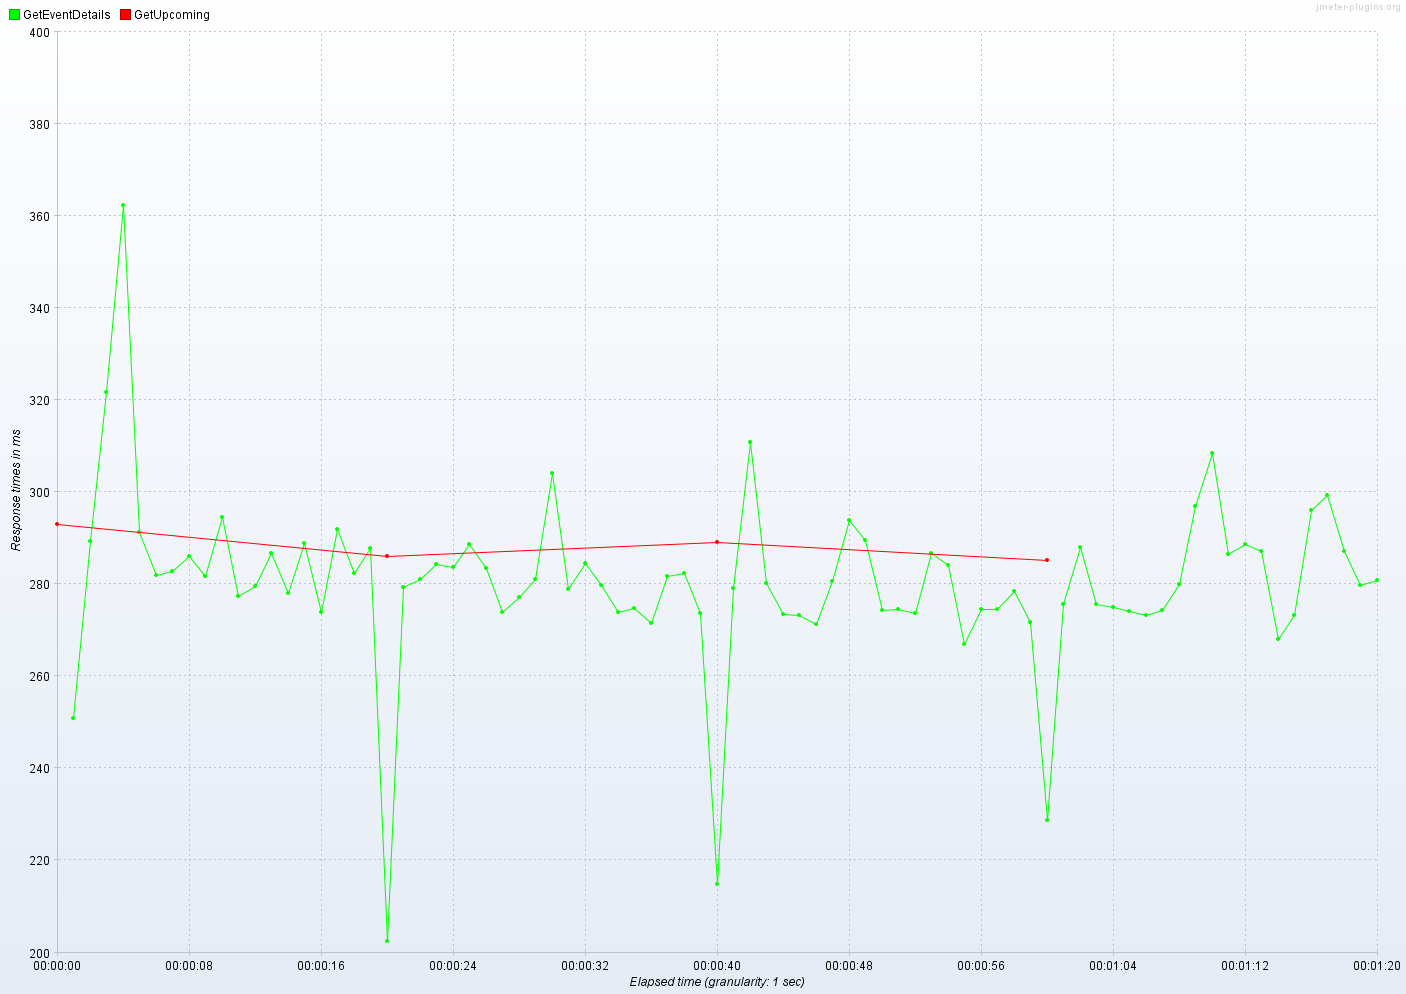 GetEventDetails GetUpcoming
jmeter-plugins.org
400
380
360
340
320
300
280
260
240
220
200
Response times in ms
00:00:00 00:00:08 00:00:16 00:00:24 00:00:32 00:00:40 00:00:48 00:00:56 00:01:04 00:01:12 00:01:20
Elapsed time (granularity: 1 sec)